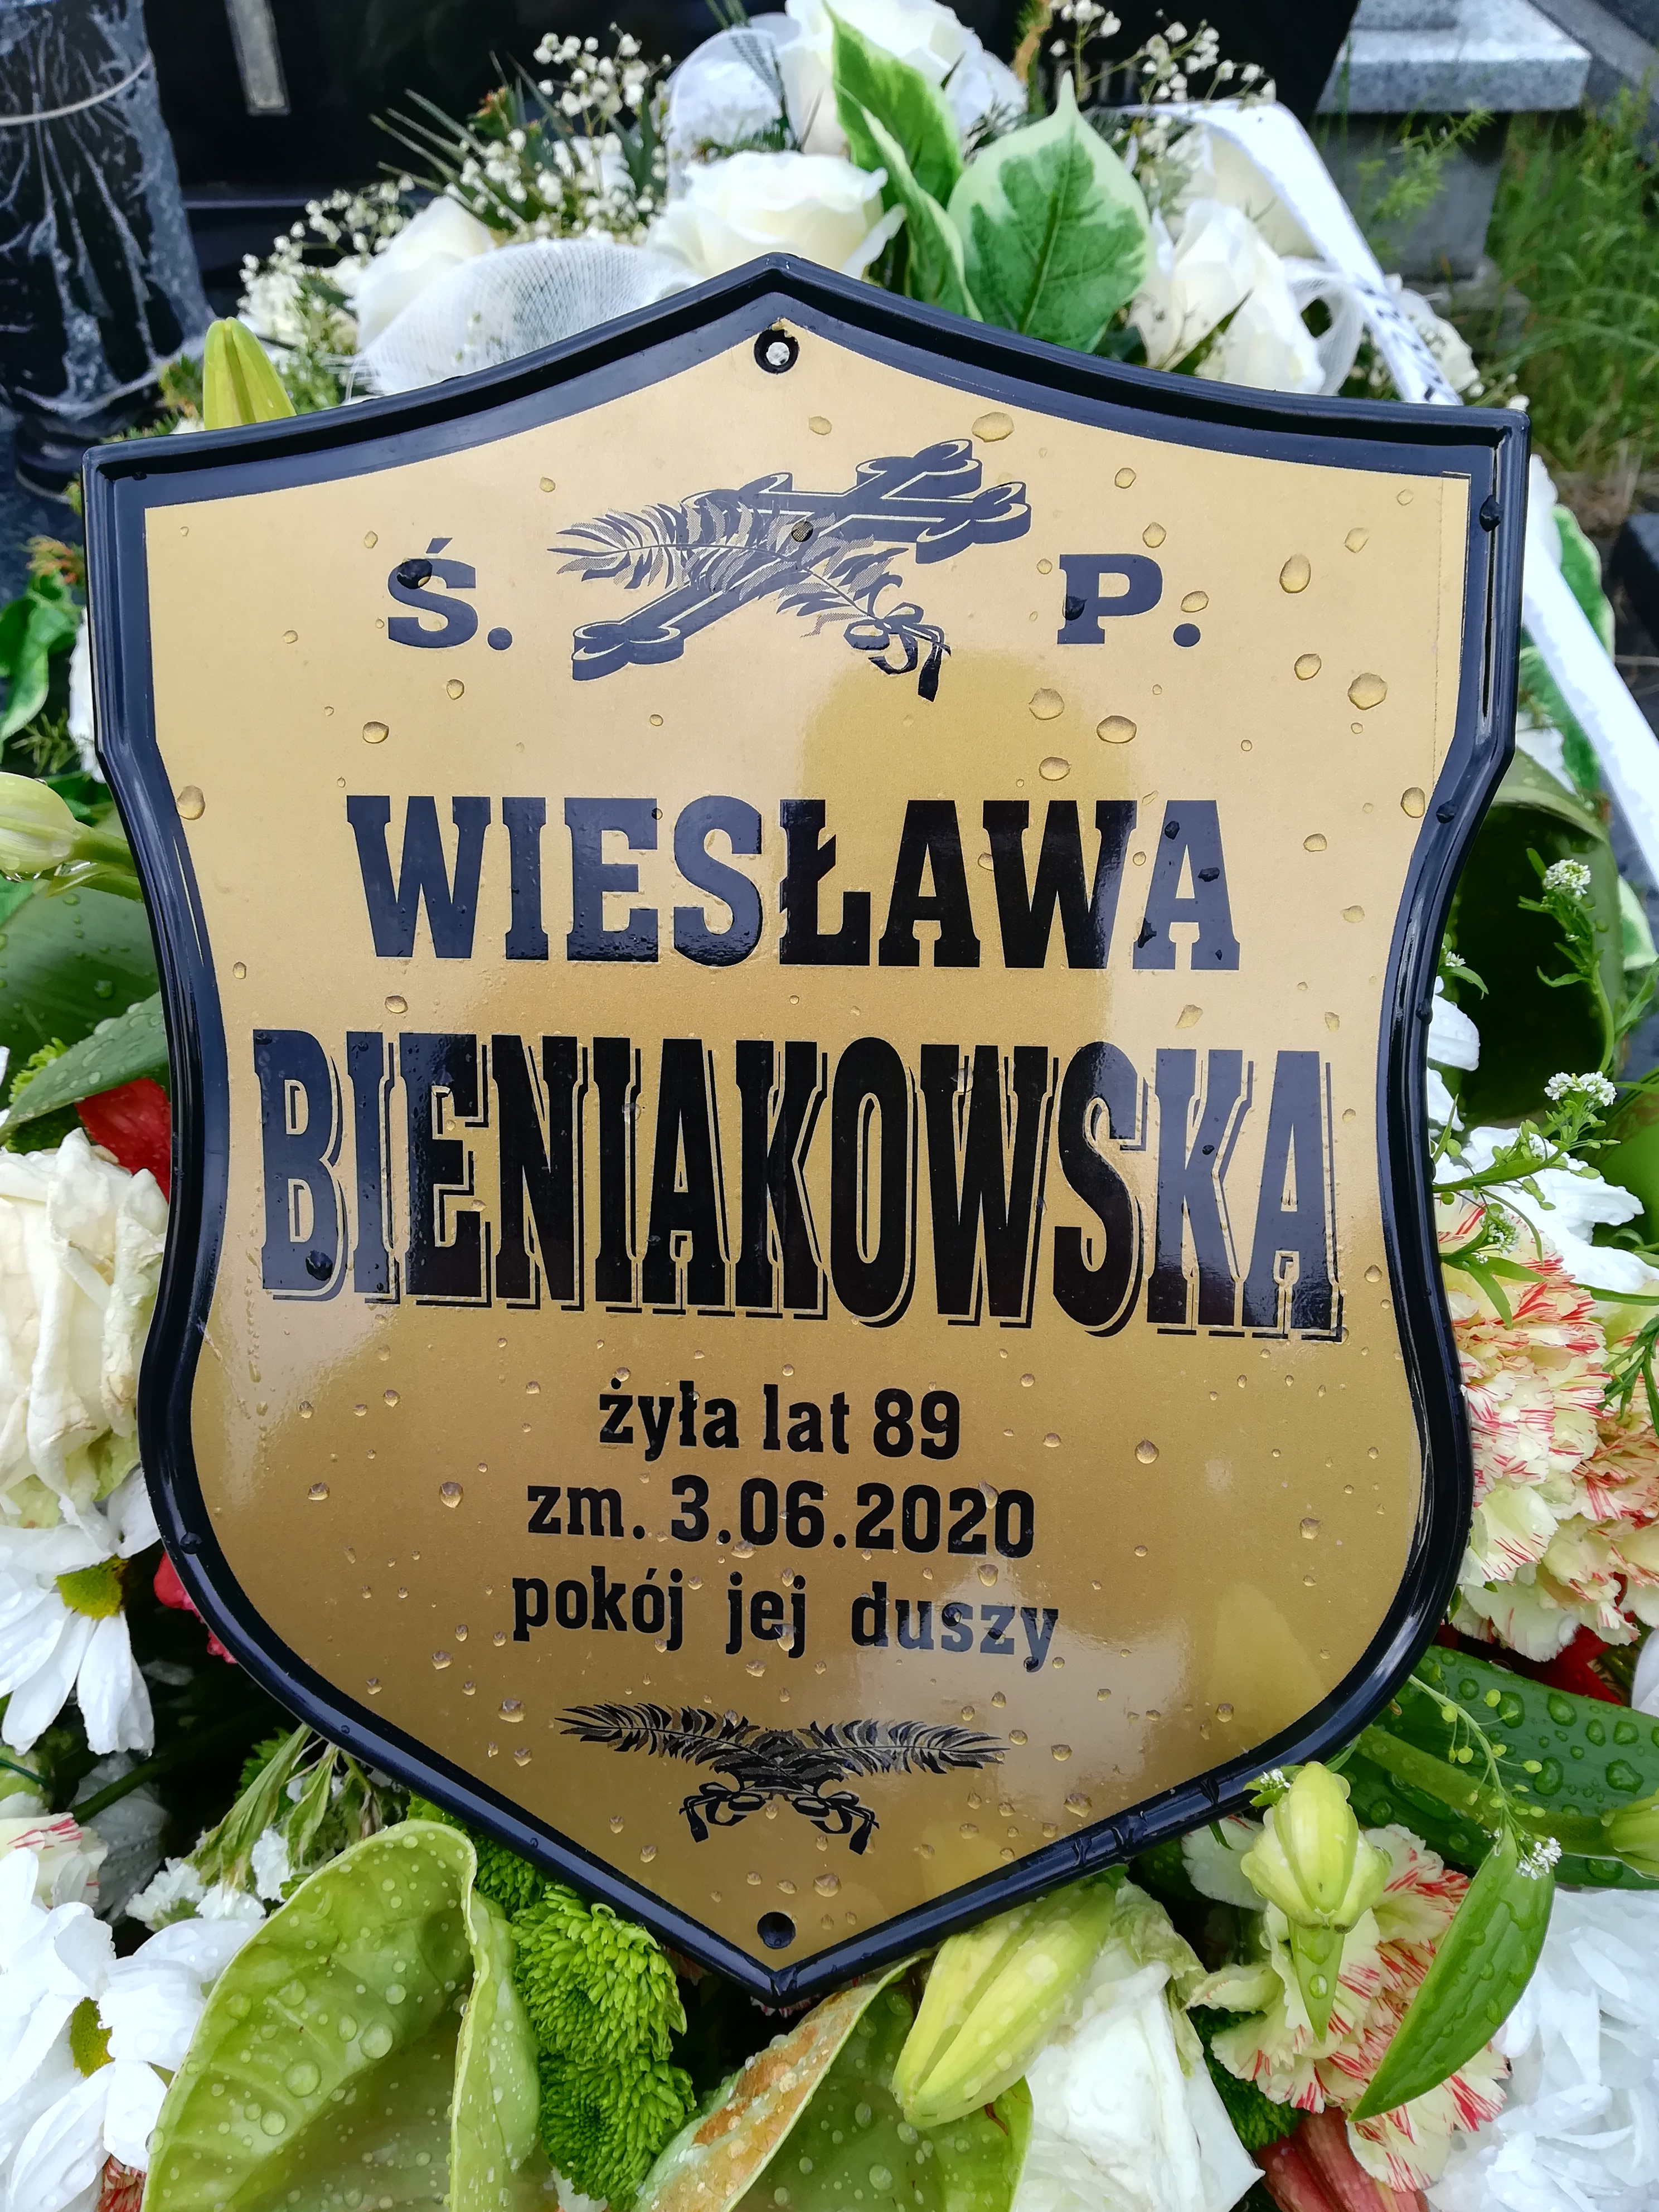 Ś. P.
WIESŁAWA
BIENIAKOWSKA
żyła lat 89
zm. 3.06.2020
pokój jej duszy